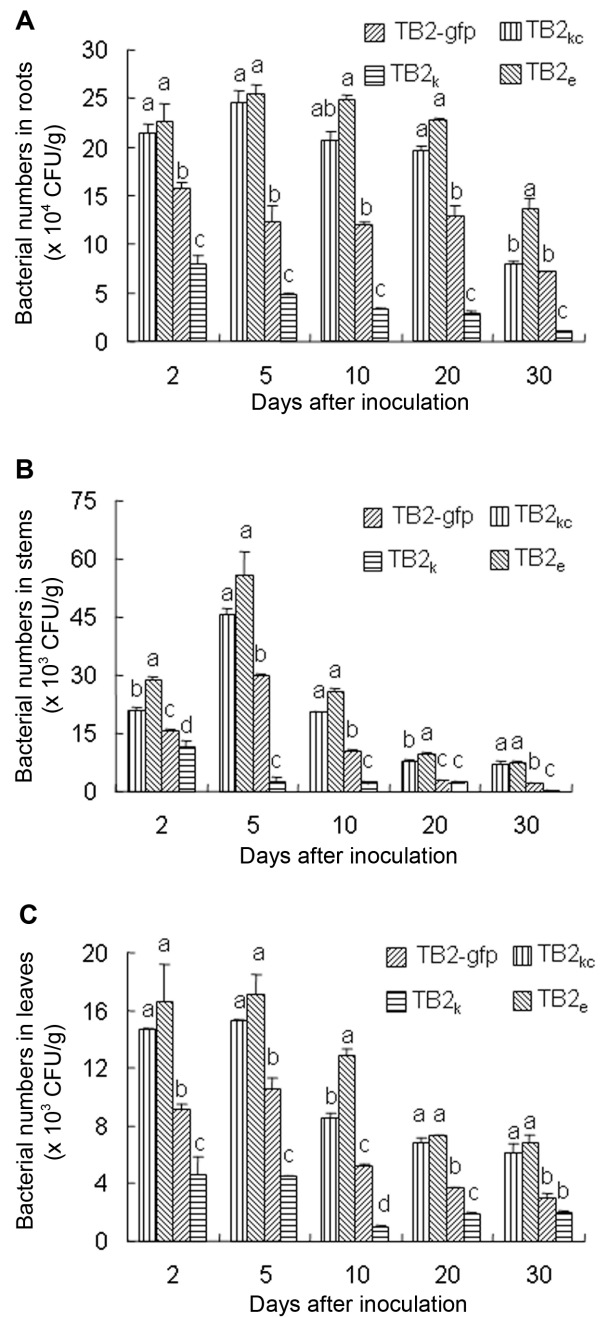 A
TB2-gfp TB2kc
TB2k TB2e
Bacterial numbers in roots
(x 10⁴ CFU/g)
30
25
20
15
10
5
0
a a b c
a a b c
ab a b c
a a b c
b a b c
2 5 10 20 30
Days after inoculation
B
TB2-gfp TB2kc
TB2k TB2e
Bacterial numbers in stems
(x 10³ CFU/g)
75
60
45
30
15
0
b a c d
a a b c
a a b c
b a c c
a a b c
2 5 10 20 30
Days after inoculation
C
TB2-gfp TB2kc
TB2k TB2e
Bacterial numbers in leaves
(x 10³ CFU/g)
20
16
12
8
4
0
a a b c
a a b c
b a c d
a a b c
a a b b
2 5 10 20 30
Days after inoculation